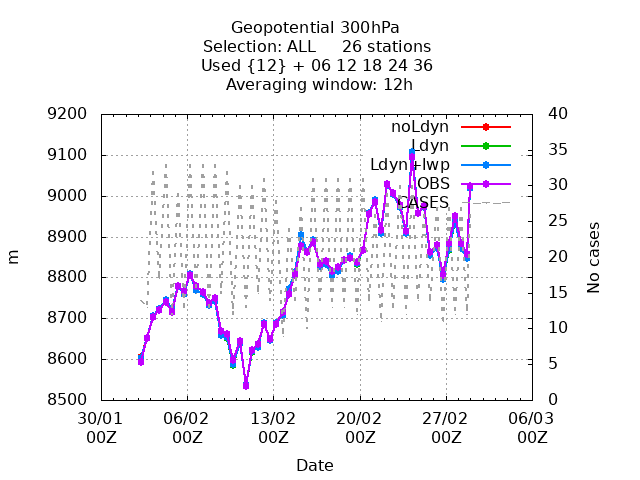 Geopotential 300hPa
Selection: ALL     26 stations
Used {12} + 06 12 18 24 36
Averaging window: 12h
9200
9100
9000
8900
8800
8700
8600
8500
m
40
35
30
25
20
15
10
5
0
No cases
noLdyn
Ldyn
Ldyn+lwp
OBS
CASES
30/01 06/02 13/02 20/02 27/02 06/03
00Z 00Z 00Z 00Z 00Z 00Z
Date